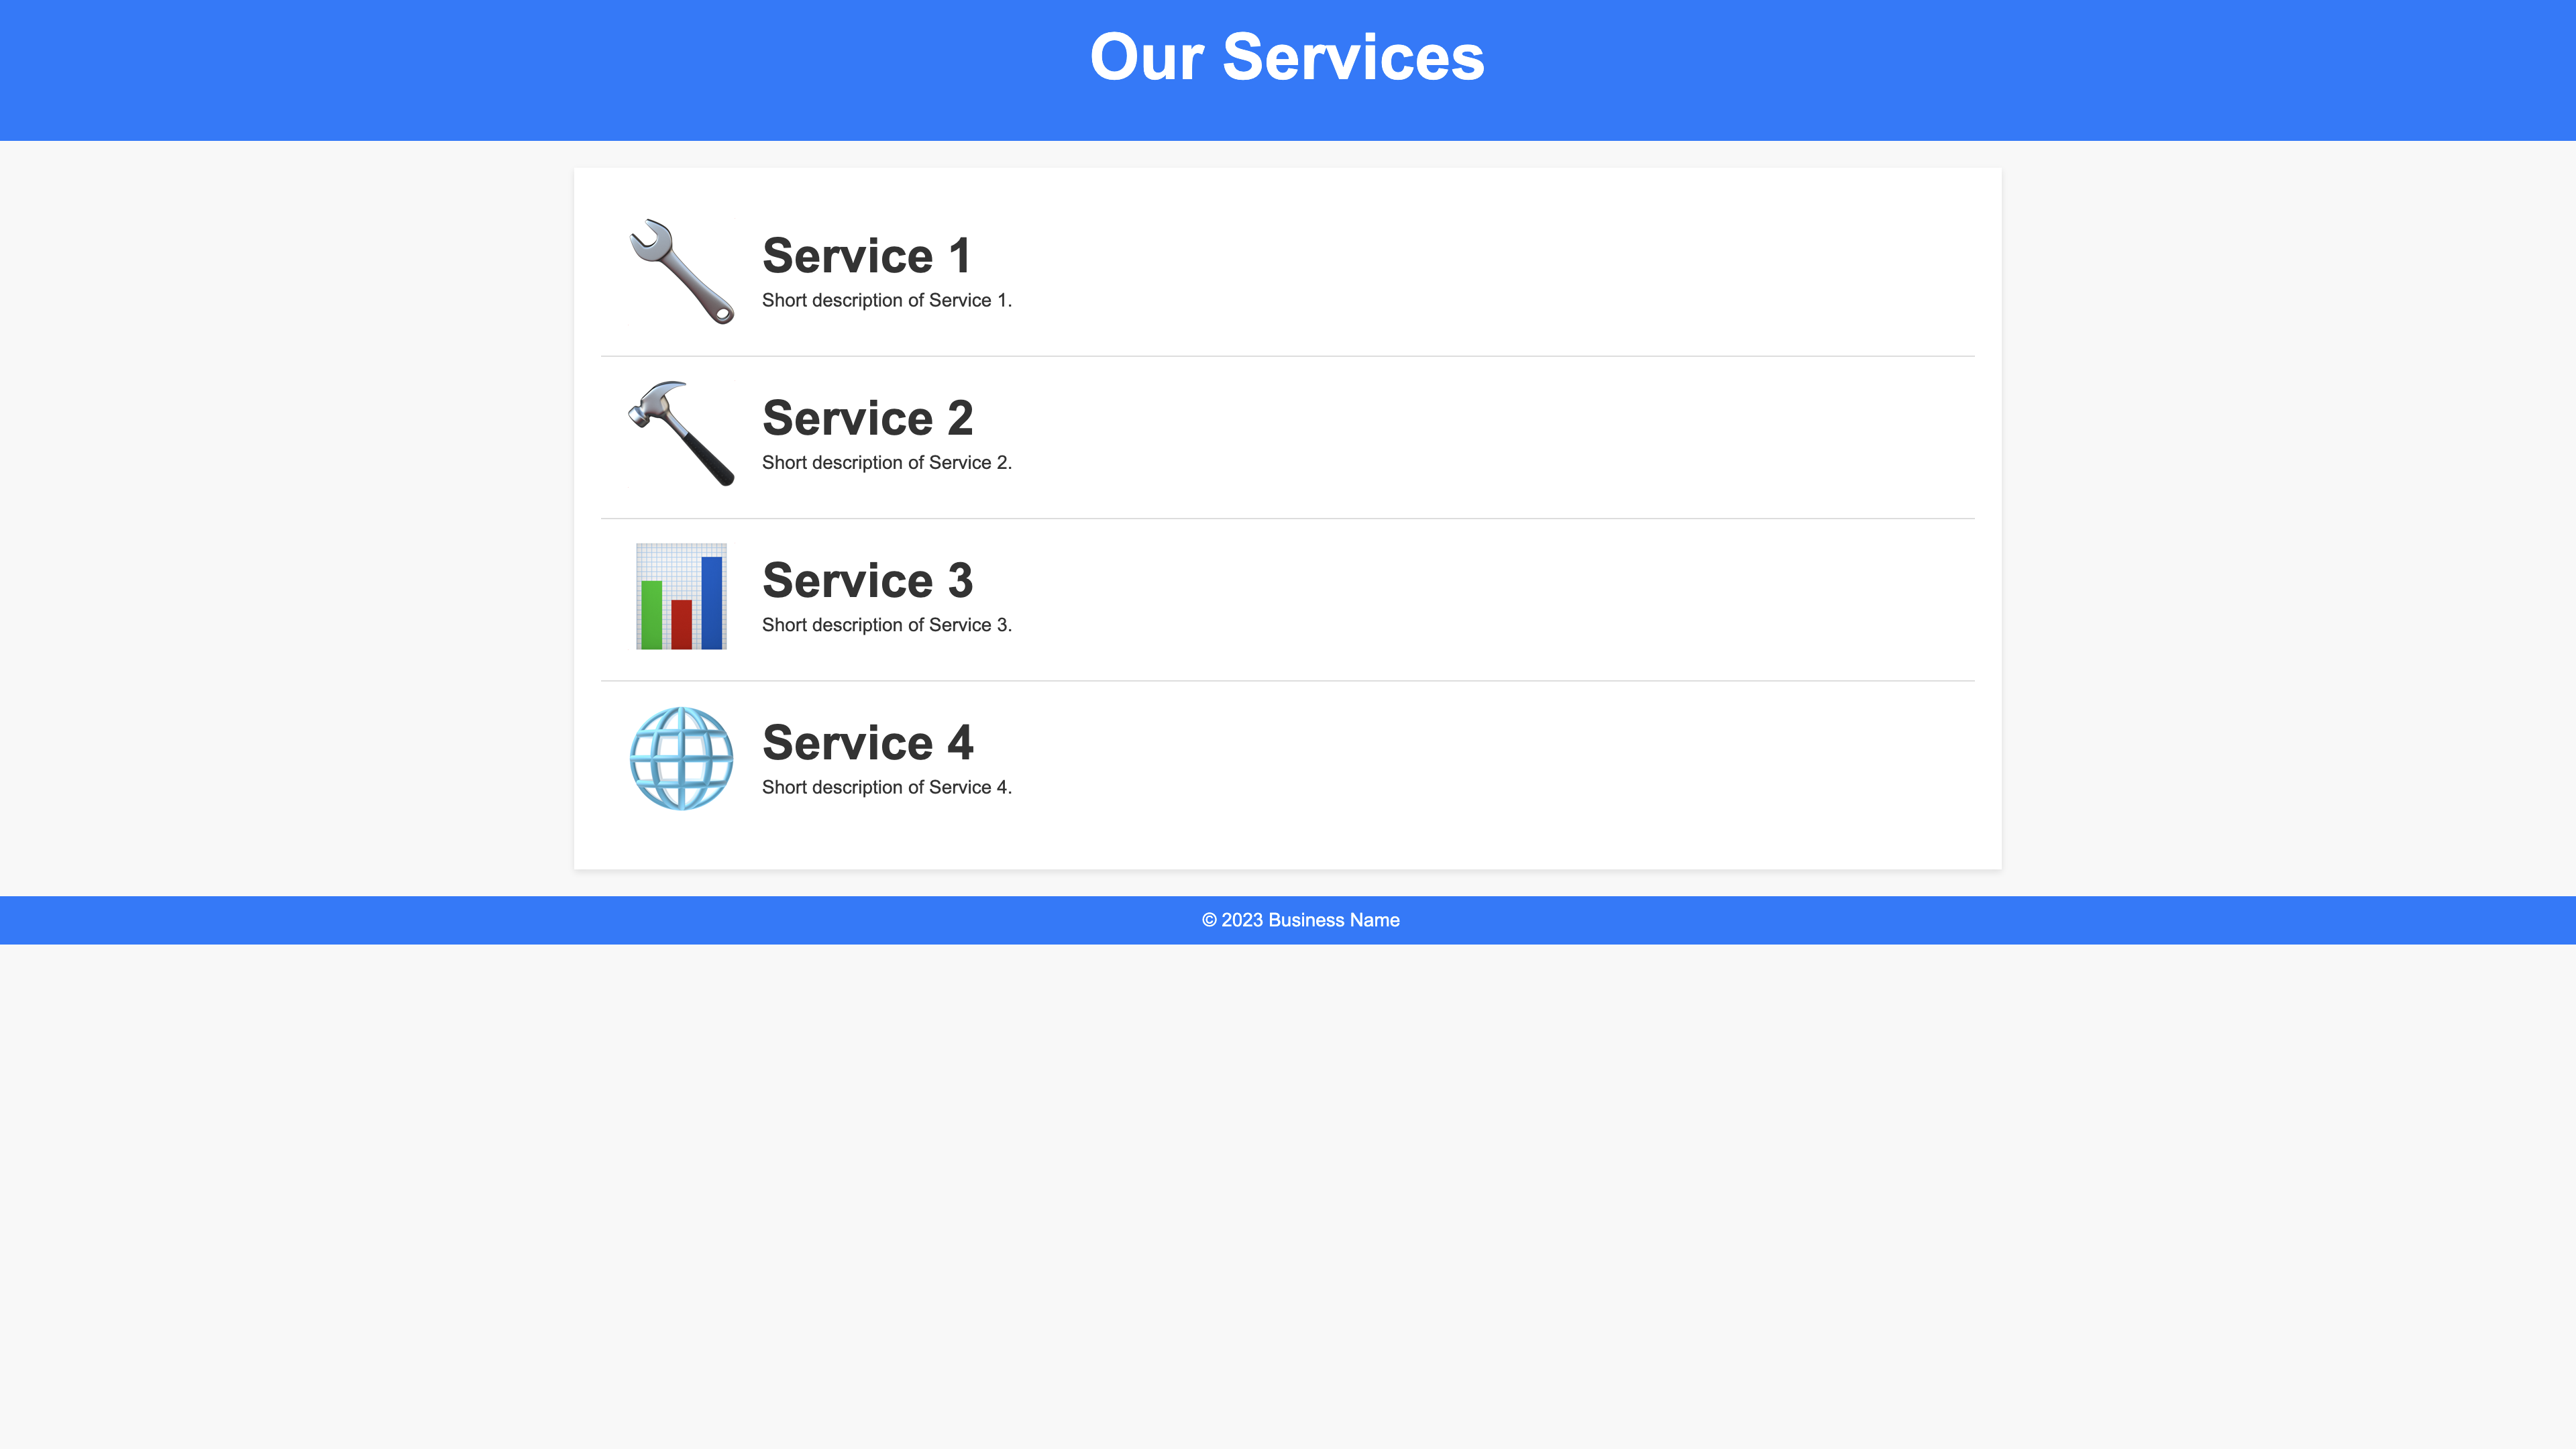 Our Services
Service 1
Short description of Service 1.
Service 2
Short description of Service 2.
Service 3
Short description of Service 3.
Service 4
Short description of Service 4.
© 2023 Business Name